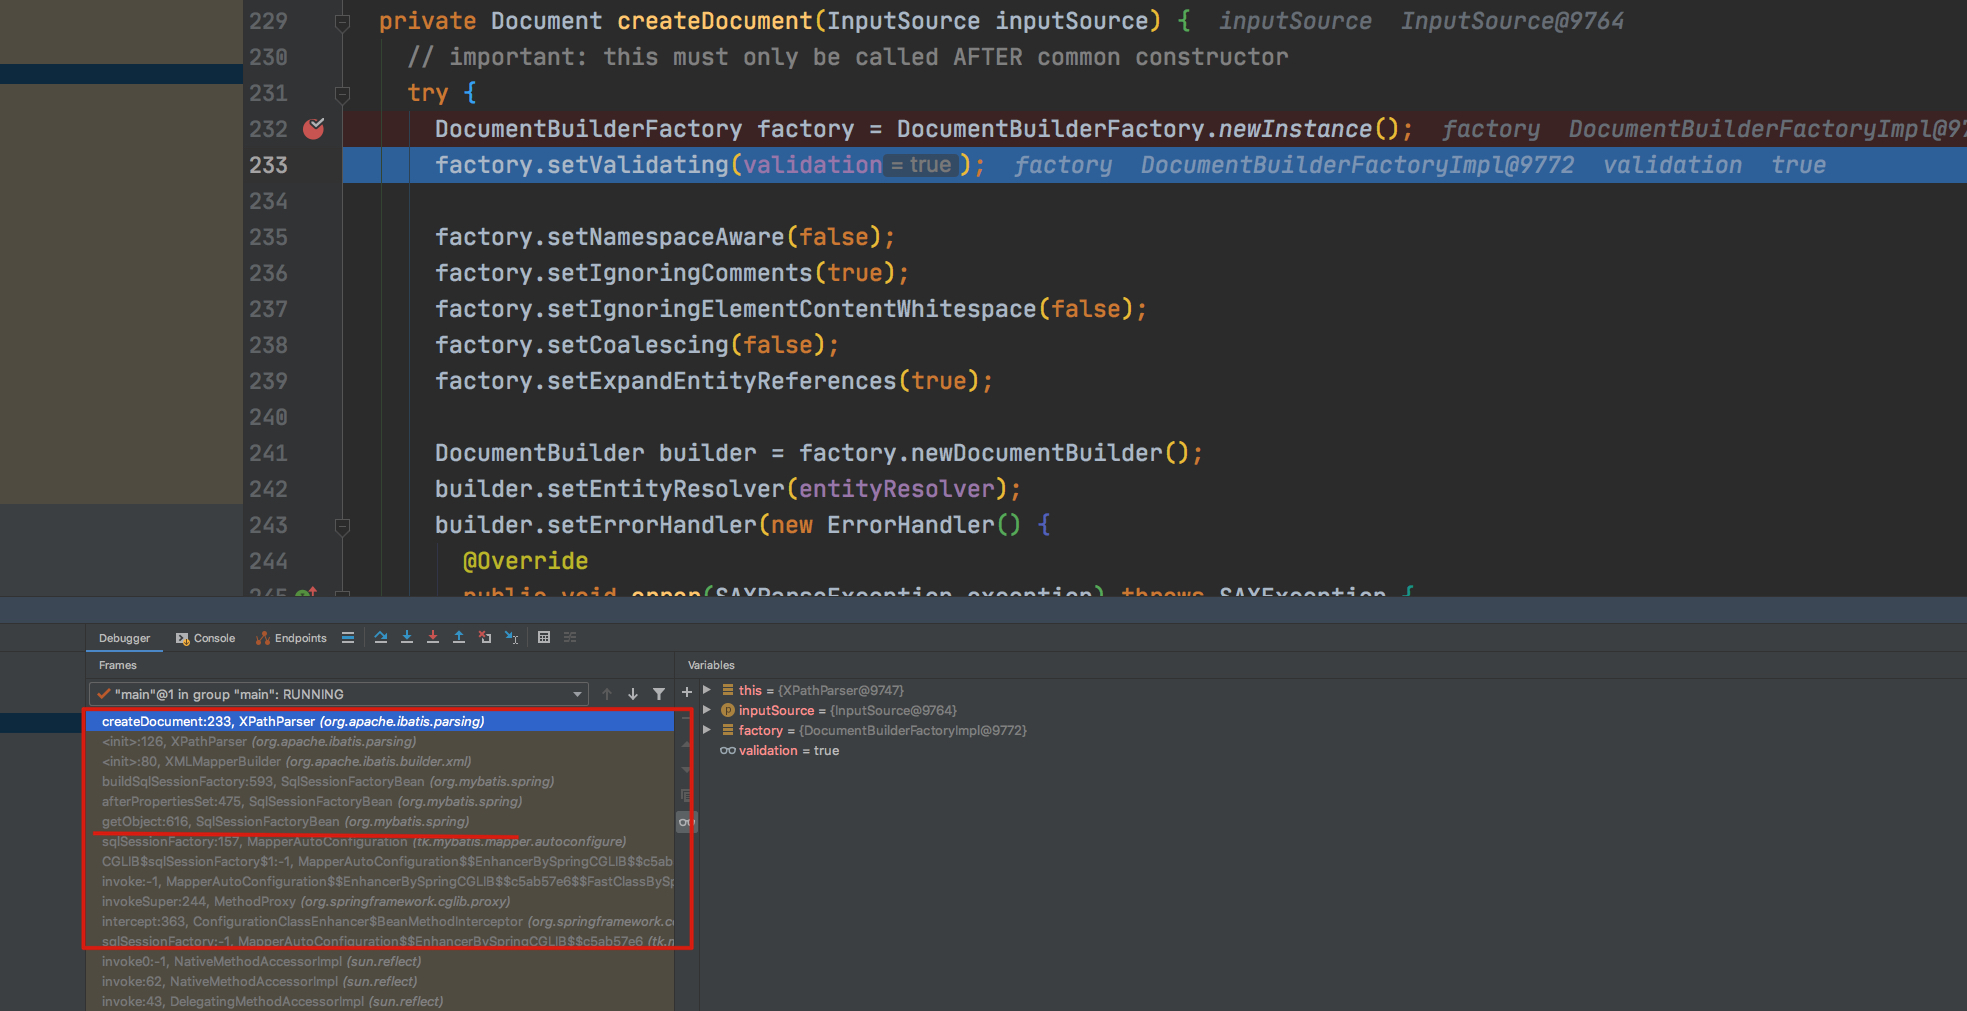 229 private Document createDocument(InputSource inputSource) { inputSource InputSource@9764
230 // important: this must only be called AFTER common constructor
231 try {
232 DocumentBuilderFactory factory = DocumentBuilderFactory.newInstance(); factory DocumentBuilderFactoryImpl@97
233 factory.setValidating(validation = true ); factory DocumentBuilderFactoryImpl@9772 validation true
234
235 factory.setNamespaceAware(false);
236 factory.setIgnoringComments(true);
237 factory.setIgnoringElementContentWhitespace(false);
238 factory.setCoalescing(false);
239 factory.setExpandEntityReferences(true);
240
241 DocumentBuilder builder = factory.newDocumentBuilder();
242 builder.setEntityResolver(entityResolver);
243 builder.setErrorHandler(new ErrorHandler() {
244 @Override
245 public void error(SAXParseException exception) throws SAXException {
Debugger Console Endpoints
Frames
"main"@1 in group "main": RUNNING
createDocument:233, XPathParser (org.apache.ibatis.parsing)
<init>:126, XPathParser (org.apache.ibatis.parsing)
<init>:80, XMLMapperBuilder (org.apache.ibatis.builder.xml)
buildSqlSessionFactory:593, SqlSessionFactoryBean (org.mybatis.spring)
afterPropertiesSet:475, SqlSessionFactoryBean (org.mybatis.spring)
getObject:616, SqlSessionFactoryBean (org.mybatis.spring)
sqlSessionFactory:157, MapperAutoConfiguration (tk.mybatis.mapper.autoconfigure)
CGLIB$sqlSessionFactory$1:-1, MapperAutoConfiguration$$EnhancerBySpringCGLIB$$c5ab
invoke:-1, MapperAutoConfiguration$$EnhancerBySpringCGLIB$$c5ab57e6$$FastClassBySp
invokeSuper:244, MethodProxy (org.springframework.cglib.proxy)
intercept:363, ConfigurationClassEnhancer$BeanMethodInterceptor (org.springframework.co
sqlSessionFactory:-1, MapperAutoConfiguration$$EnhancerBySpringCGLIB$$c5ab57e6 (tk.m
invoke0:-1, NativeMethodAccessorImpl (sun.reflect)
invoke:62, NativeMethodAccessorImpl (sun.reflect)
invoke:43, DelegatingMethodAccessorImpl (sun.reflect)
Variables
this = {XPathParser@9747}
inputSource = {InputSource@9764}
factory = {DocumentBuilderFactoryImpl@9772}
validation = true